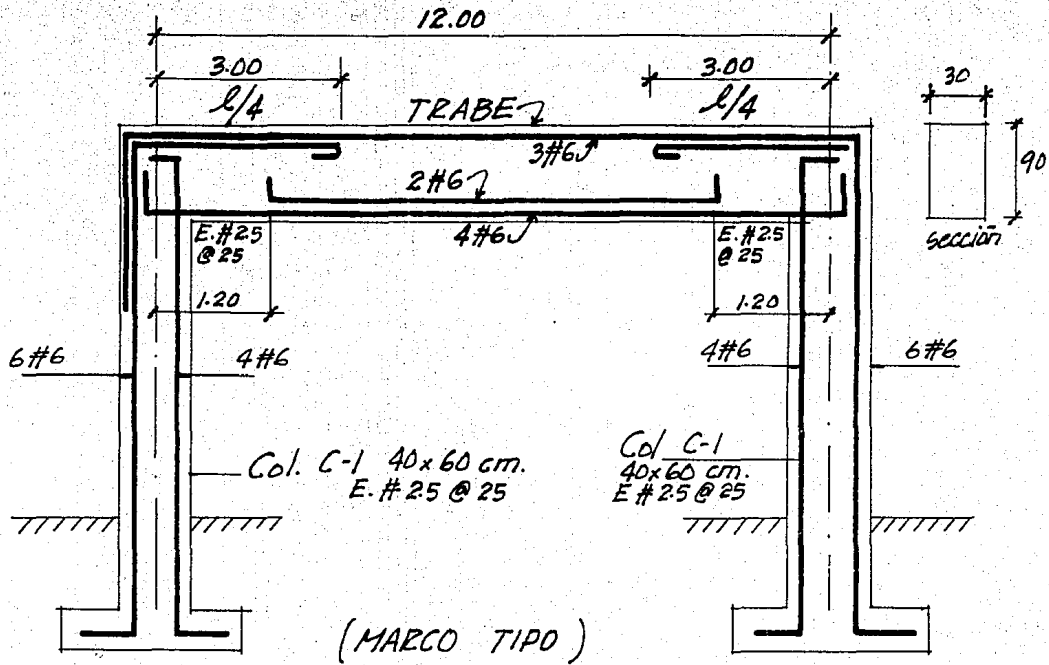 12.00
3.00
3.00
30
l/4
l/4
TRABE
3#6
90
2#6
sección
E.#2.5
@ 25
4#6
E.#2.5
@ 25
1.20
1.20
6#6
4#6
4#6
6#6
Col. C-1 40x60 cm.
E. # 2.5 @ 25
Col C-1
40x60 cm.
E # 2.5 @ 25
(MARCO TIPO)